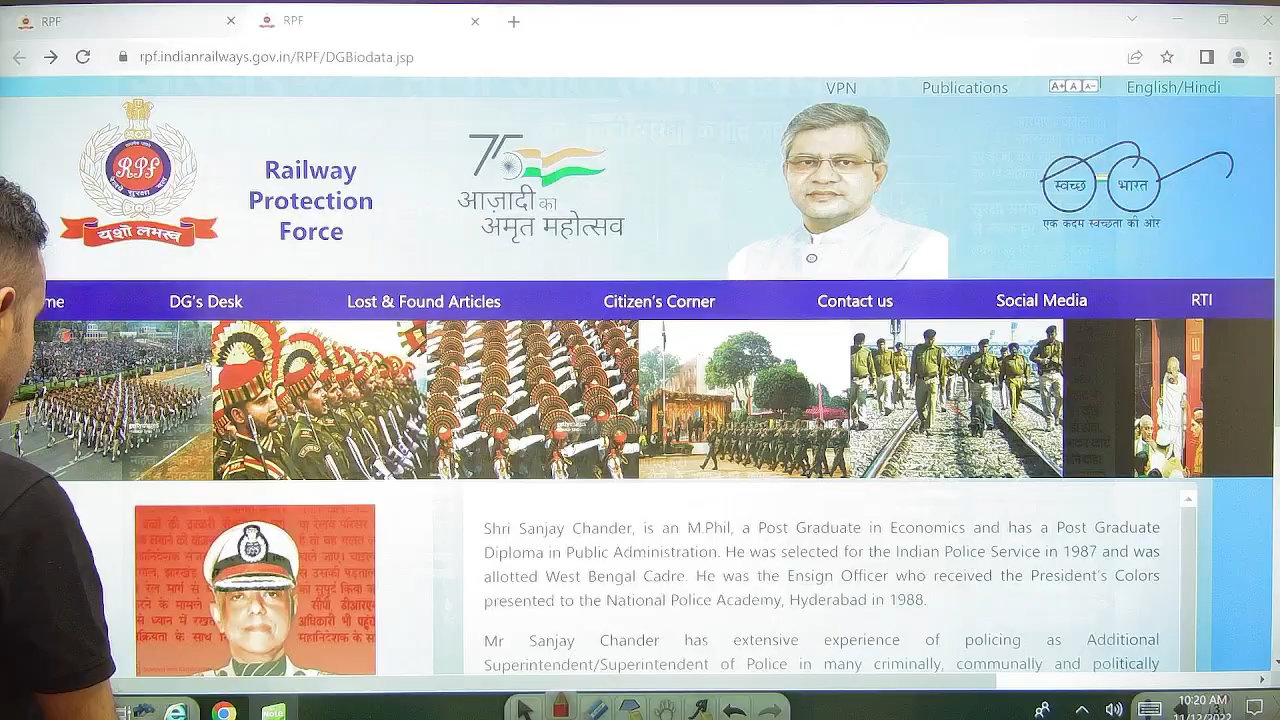 RPF
RPF
rpf.indianrailways.gov.in/RPF/DGBiodata.jsp
VPN Publications A+ A A- English/Hindi
RPF
यशो लभस्व
Railway
Protection
Force
75
आज़ादी का
अमृत महोत्सव
स्वच्छ भारत
एक कदम स्वच्छता की ओर
me DG's Desk Lost & Found Articles Citizen's Corner Contact us Social Media RTI
Shri Sanjay Chander, is an M.Phil, a Post Graduate in Economics and has a Post Graduate
Diploma in Public Administration. He was selected for the Indian Police Service in 1987 and was
allotted West Bengal Cadre. He was the Ensign who received the President's Colors
presented to the National Police Academy, Hyderabad in 1988.
Mr Sanjay Chander has extensive experience of policing as Additional
Superintendent/Superintendent of Police in many criminally, communally and politically
Note
10:20 AM
11/12/2022